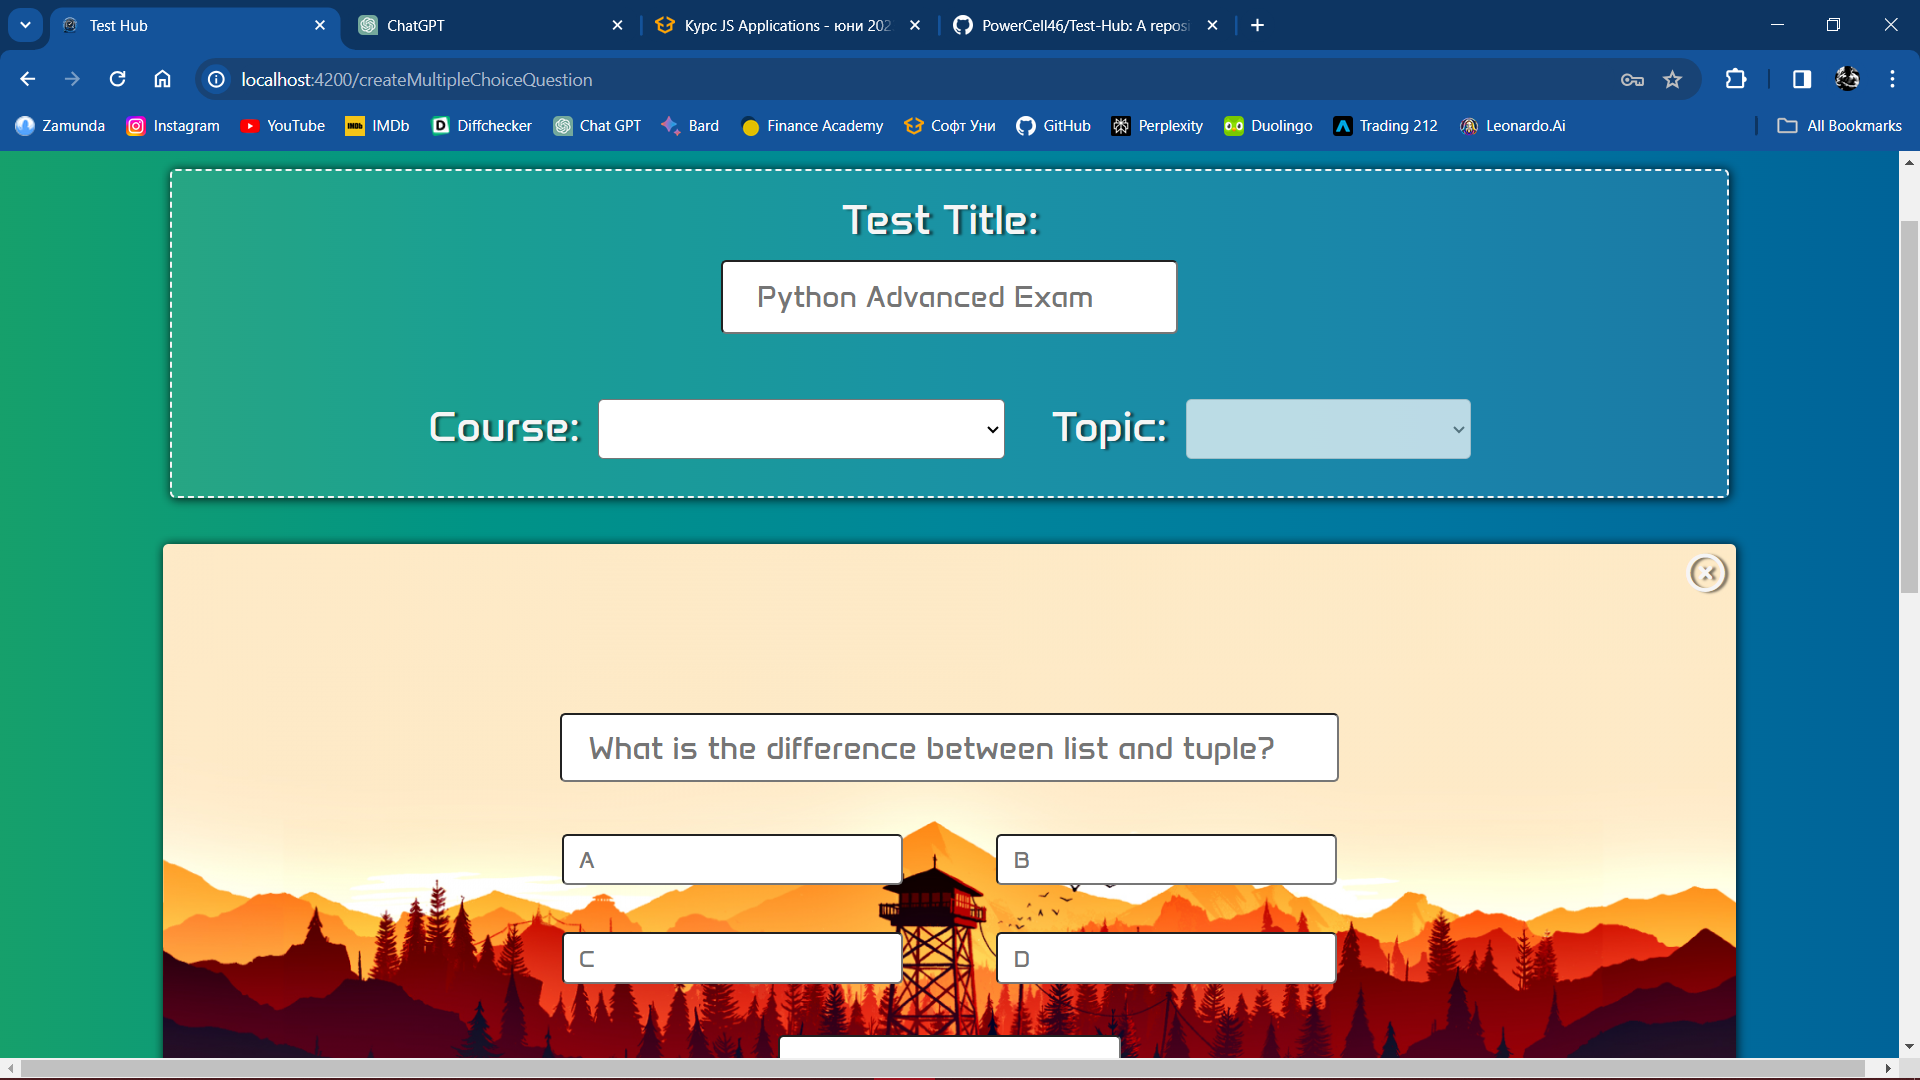 Test Hub
ChatGPT
Курс JS Applications - юни 202
PowerCell46/Test-Hub: A reposi
localhost:4200/createMultipleChoiceQuestion
Zamunda
Instagram
YouTube
IMDb
Diffchecker
Chat GPT
Bard
Finance Academy
Софт Уни
GitHub
Perplexity
Duolingo
Trading 212
Leonardo.Ai
All Bookmarks
Test Title:
Python Advanced Exam
Course:
Topic:
What is the difference between list and tuple?
A
B
C
D